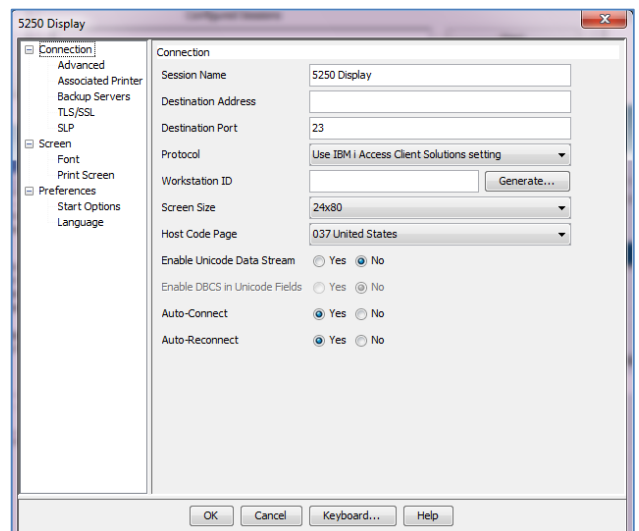 5250 Display
Connection
Advanced
Associated Printer
Backup Servers
TLS/SSL
SLP
Screen
Font
Print Screen
Preferences
Start Options
Language
Connection
Session Name 5250 Display
Destination Address
Destination Port 23
Protocol Use IBM i Access Client Solutions setting
Workstation ID Generate...
Screen Size 24x80
Host Code Page 037 United States
Enable Unicode Data Stream Yes No
Enable DBCS in Unicode Fields Yes No
Auto-Connect Yes No
Auto-Reconnect Yes No
OK Cancel Keyboard... Help